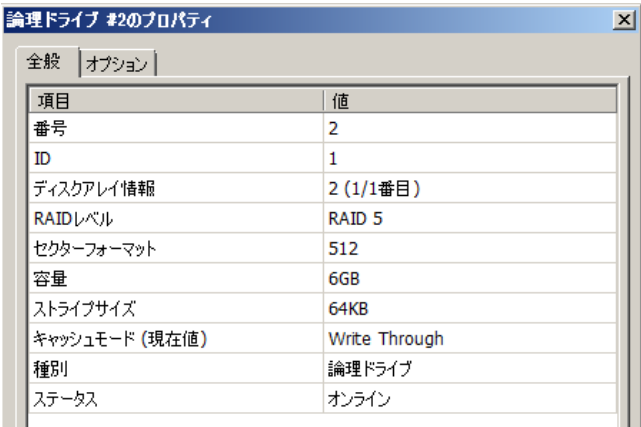 論理ドライブ #2のプロパティ
全般 オプション
項目 値
番号 2
ID 1
ディスクアレイ情報 2 (1/1番目)
RAIDレベル RAID 5
セクターフォーマット 512
容量 6GB
ストライプサイズ 64KB
キャッシュモード (現在値) Write Through
種別 論理ドライブ
ステータス オンライン